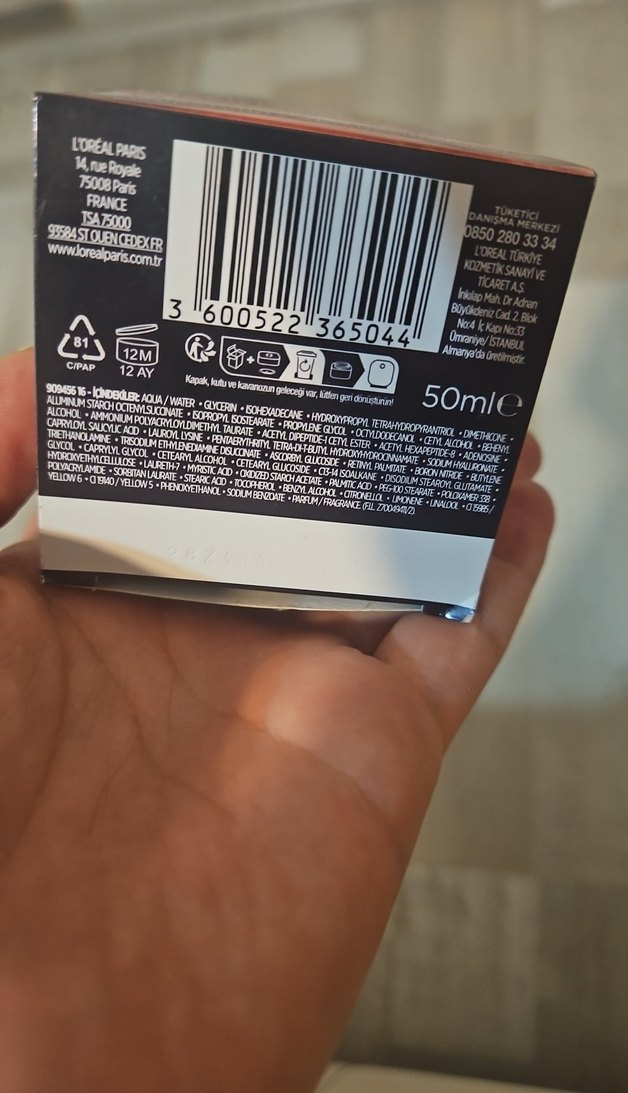 L'ORÉAL PARIS
14, rue Royale
75008 Paris
FRANCE
TSA 75000
93584 ST OUEN CEDEX FR
www.lorealparis.com.tr
3 600522 365044
TÜKETİCİ
DANIŞMA MERKEZİ
0850 280 33 34
L'ORÉAL TÜRKİYE
KOZMETİK SANAYİ VE
TİCARET A.Ş.
İnkılap Mah. Dr Adnan
Büyükdeniz Cad. 2. Blok
No:4 İç Kapı No:33
Ümraniye/ İSTANBUL
Almanya'da üretilmiştir.
81
C/PAP
12M
12 AY
Kapak, kutu ve kavanozun geleceği var, lütfen geri dönüştürün!
50ml e
909456 16 - İÇİNDEKİLER: AQUA / WATER • GLYCERIN • ISOHEXADECANE • HYDROXYPROPYL TETRAHYDROPYRANTRIOL • DIMETHICONE •
ALUMINUM STARCH OCTENYLSUCCINATE • ISOPROPYL ISOSTEARATE • PROPYLENE GLYCOL • OCTYLDODECANOL • CETYL ALCOHOL • BEHENYL
ALCOHOL • AMMONIUM POLYACRYLOYLDIMETHYL TAURATE • ACETYL DIPEPTIDE-1 CETYL ESTER • ACETYL HEXAPEPTIDE-8 • ADENOSINE •
CAPRYLOYL SALICYLIC ACID • LAUROYL LYSINE • PENTAERYTHRITYL TETRA-DI-T-BUTYL HYDROXYHYDROCINNAMATE • SODIUM HYALURONATE •
TRIETHANOLAMINE • TRISODIUM ETHYLENEDIAMINE DISUCCINATE • ASCORBYL GLUCOSIDE • RETINYL PALMITATE • BORON NITRIDE • BUTYLENE
GLYCOL • CAPRYLYL GLYCOL • CETEARYL ALCOHOL • CETEARYL GLUCOSIDE • C13-14 ISOALKANE • DISODIUM STEAROYL GLUTAMATE •
HYDROXYETHYLCELLULOSE • LAURETH-7 • MYRISTIC ACID • OXIDIZED STARCH ACETATE • PALMITIC ACID • PEG-100 STEARATE • POLOXAMER 338 •
POLYACRYLAMIDE • SORBITAN LAURATE • STEARIC ACID • TOCOPHEROL • BENZYL ALCOHOL • CITRONELLOL • LIMONENE • LINALOOL • CI 15985 /
YELLOW 6 • CI 19140 / YELLOW 5 • PHENOXYETHANOL • SODIUM BENZOATE • PARFUM / FRAGRANCE (F.I.L. Z70049411/2).